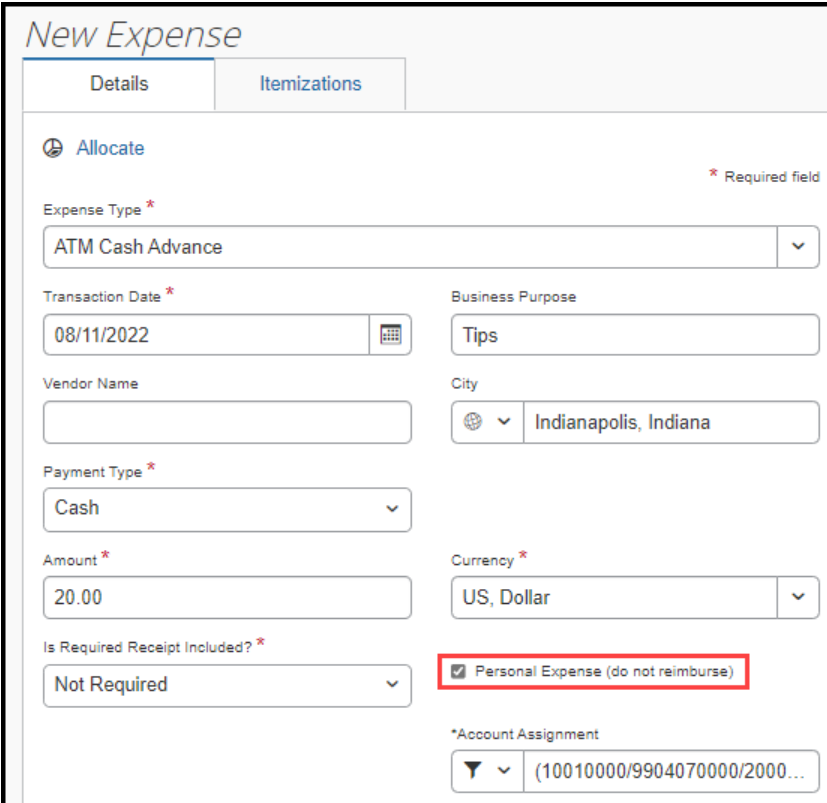 New Expense
Details Itemizations
Allocate
* Required field
Expense Type *
ATM Cash Advance
Transaction Date * Business Purpose
08/11/2022 Tips
Vendor Name City
Indianapolis, Indiana
Payment Type *
Cash
Amount * Currency *
20.00 US, Dollar
Is Required Receipt Included? * Personal Expense (do not reimburse)
Not Required
*Account Assignment
(10010000/9904070000/2000...